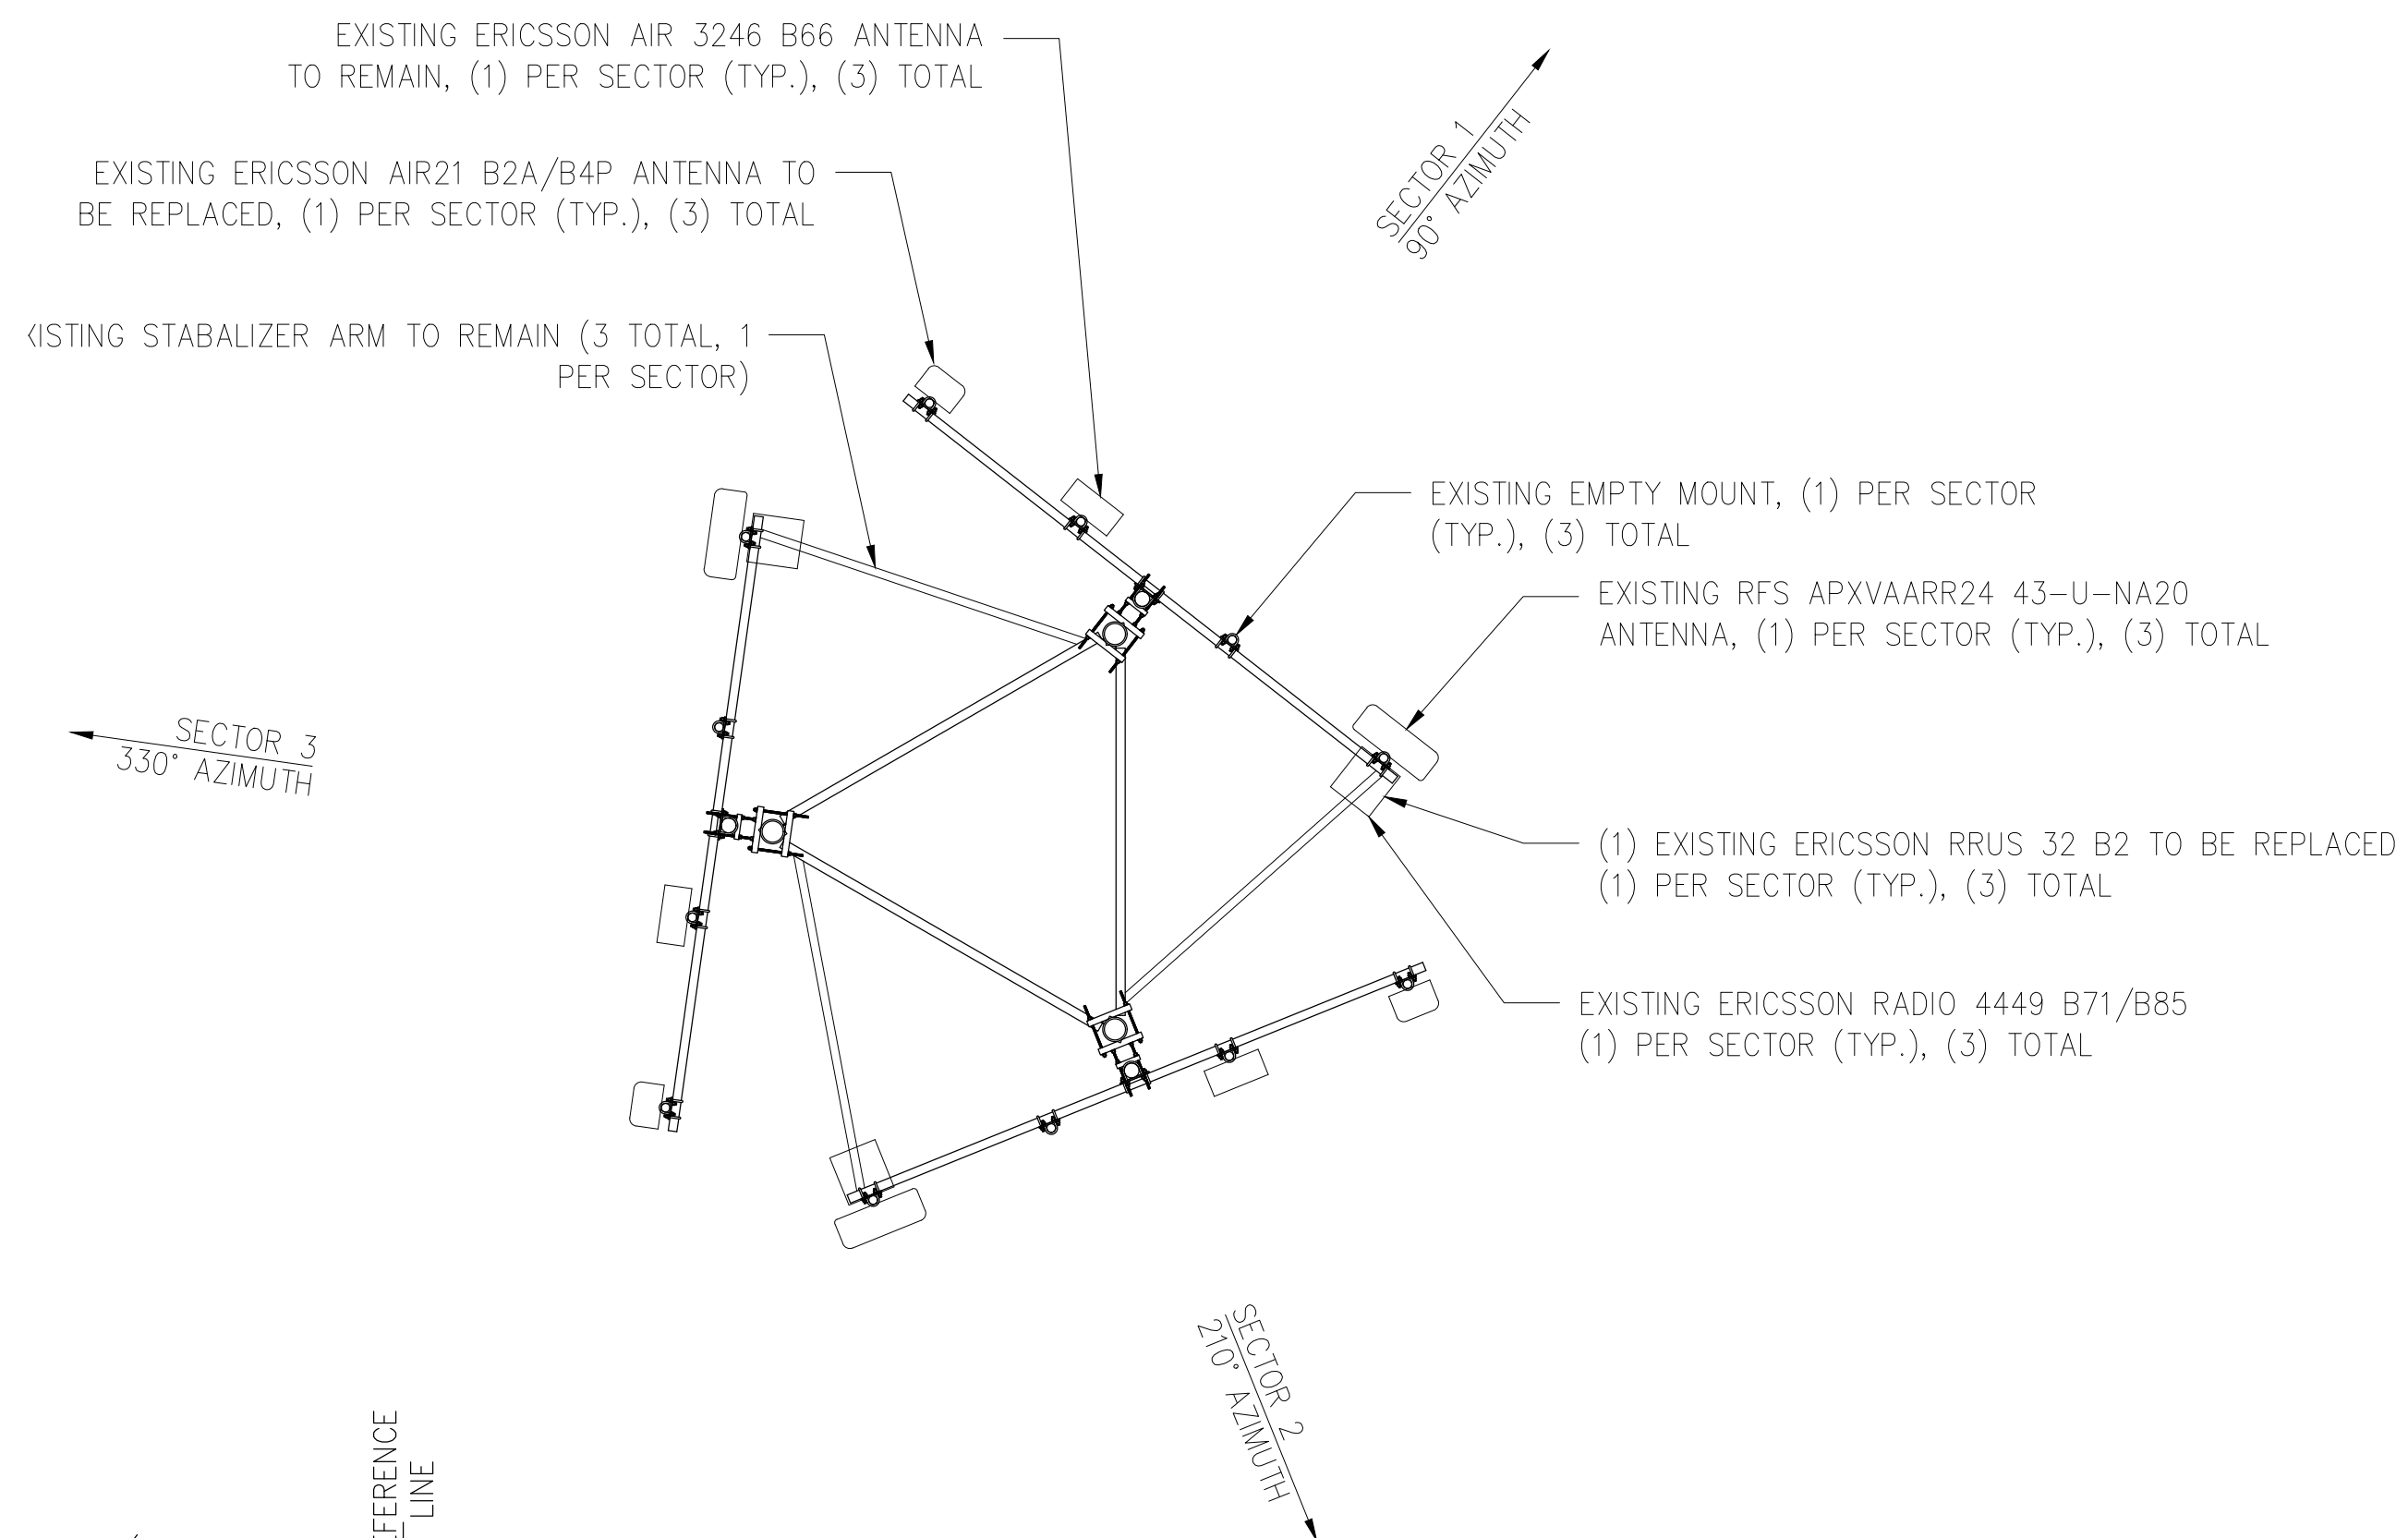 EXISTING ERICSSON AIR 3246 B66 ANTENNA
TO REMAIN, (1) PER SECTOR (TYP.), (3) TOTAL
EXISTING ERICSSON AIR21 B2A/B4P ANTENNA TO
BE REPLACED, (1) PER SECTOR (TYP.), (3) TOTAL
STABALIZER ARM TO REMAIN (3 TOTAL, 1
PER SECTOR)
SECTOR 1
90° AZIMUTH
EXISTING EMPTY MOUNT, (1) PER SECTOR
(TYP.), (3) TOTAL
EXISTING RFS APXVAARR24 43-U-NA20
ANTENNA, (1) PER SECTOR (TYP.), (3) TOTAL
SECTOR 3
330° AZIMUTH
(1) EXISTING ERICSSON RRUS 32 B2 TO BE REPLACED
(1) PER SECTOR (TYP.), (3) TOTAL
EXISTING ERICSSON RADIO 4449 B71/B85
(1) PER SECTOR (TYP.), (3) TOTAL
SECTOR 2
210° AZIMUTH
LINE